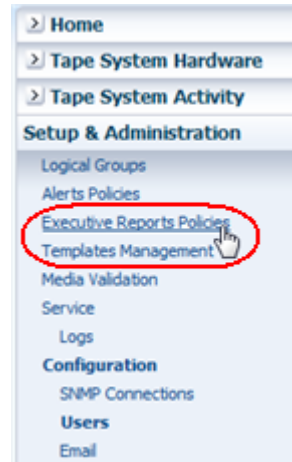 Home
Tape System Hardware
Tape System Activity
Setup & Administration
Logical Groups
Alerts Policies
Executive Reports Policies
Templates Management
Media Validation
Service
Logs
Configuration
SNMP Connections
Users
Email